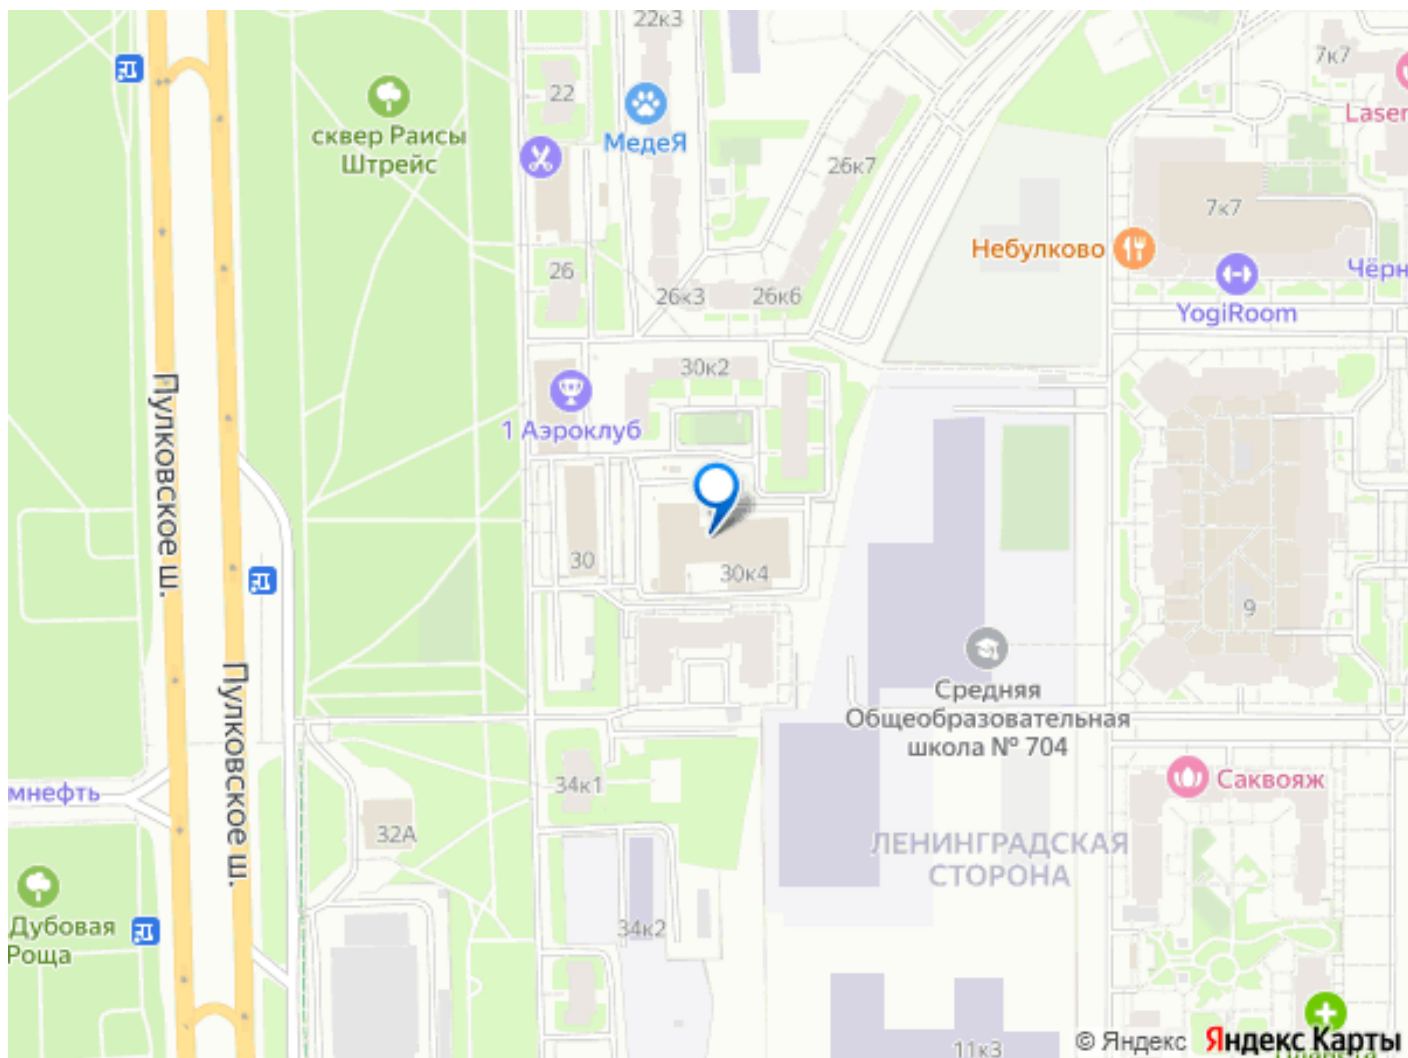 22к3
7к7
22
сквер Раисы
Штрейс
МедеЯ
Laser
26к7
7к7
Небулково
26
26к3
26к6
YogiRoom
30к2
1 Аэроклуб
Пулковское ш.
30
30к4
9
Средняя
Общеобразовательная
школа № 704
Пулковское ш.
34к1
Саквояж
32А
ЛЕНИНГРАДСКАЯ
СТОРОНА
Дубовая
Роща
34к2
11к3
© Яндекс Яндекс Карты